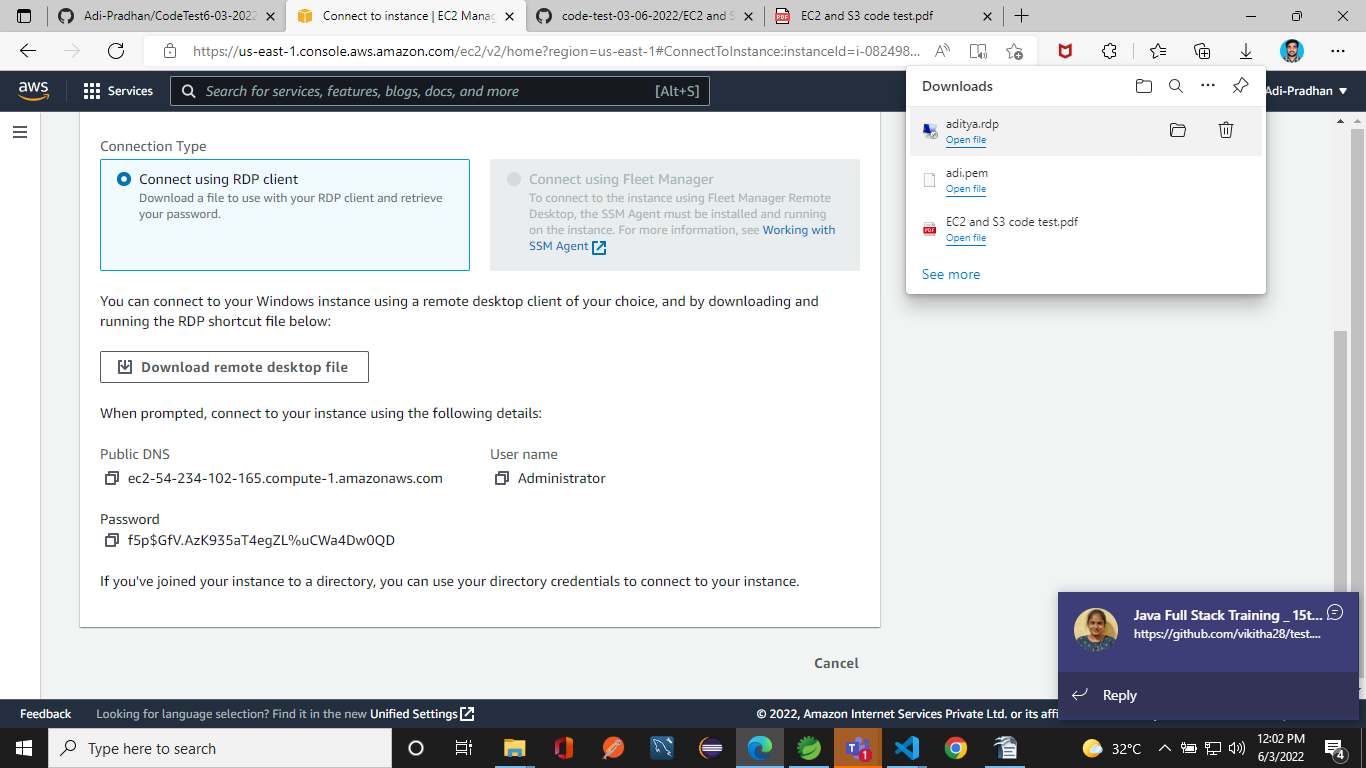 Adi-Pradhan/CodeTest6-03-2022
Connect to instance | EC2 Manag
code-test-03-06-2022/EC2 and S
EC2 and S3 code test.pdf
https://us-east-1.console.aws.amazon.com/ec2/v2/home?region=us-east-1#ConnectToInstance:instanceId=i-082498...
aws
Services
Search for services, features, blogs, docs, and more
[Alt+S]
Adi-Pradhan
Downloads
aditya.rdp
Open file
adi.pem
Open file
EC2 and S3 code test.pdf
Open file
See more
Connection Type
Connect using RDP client
Download a file to use with your RDP client and retrieve
your password.
Connect using Fleet Manager
To connect to the instance using Fleet Manager Remote
Desktop, the SSM Agent must be installed and running
on the instance. For more information, see Working with
SSM Agent
You can connect to your Windows instance using a remote desktop client of your choice, and by downloading and
running the RDP shortcut file below:
Download remote desktop file
When prompted, connect to your instance using the following details:
Public DNS
ec2-54-234-102-165.compute-1.amazonaws.com
User name
Administrator
Password
f5p$GfV.AzK935aT4egZL%uCWa4Dw0QD
If you've joined your instance to a directory, you can use your directory credentials to connect to your instance.
Cancel
Java Full Stack Training _ 15t...
https://github.com/vikitha28/test....
Reply
Feedback
Looking for language selection? Find it in the new Unified Settings
© 2022, Amazon Internet Services Private Ltd. or its affi
Type here to search
1
32°C
12:02 PM
6/3/2022
4